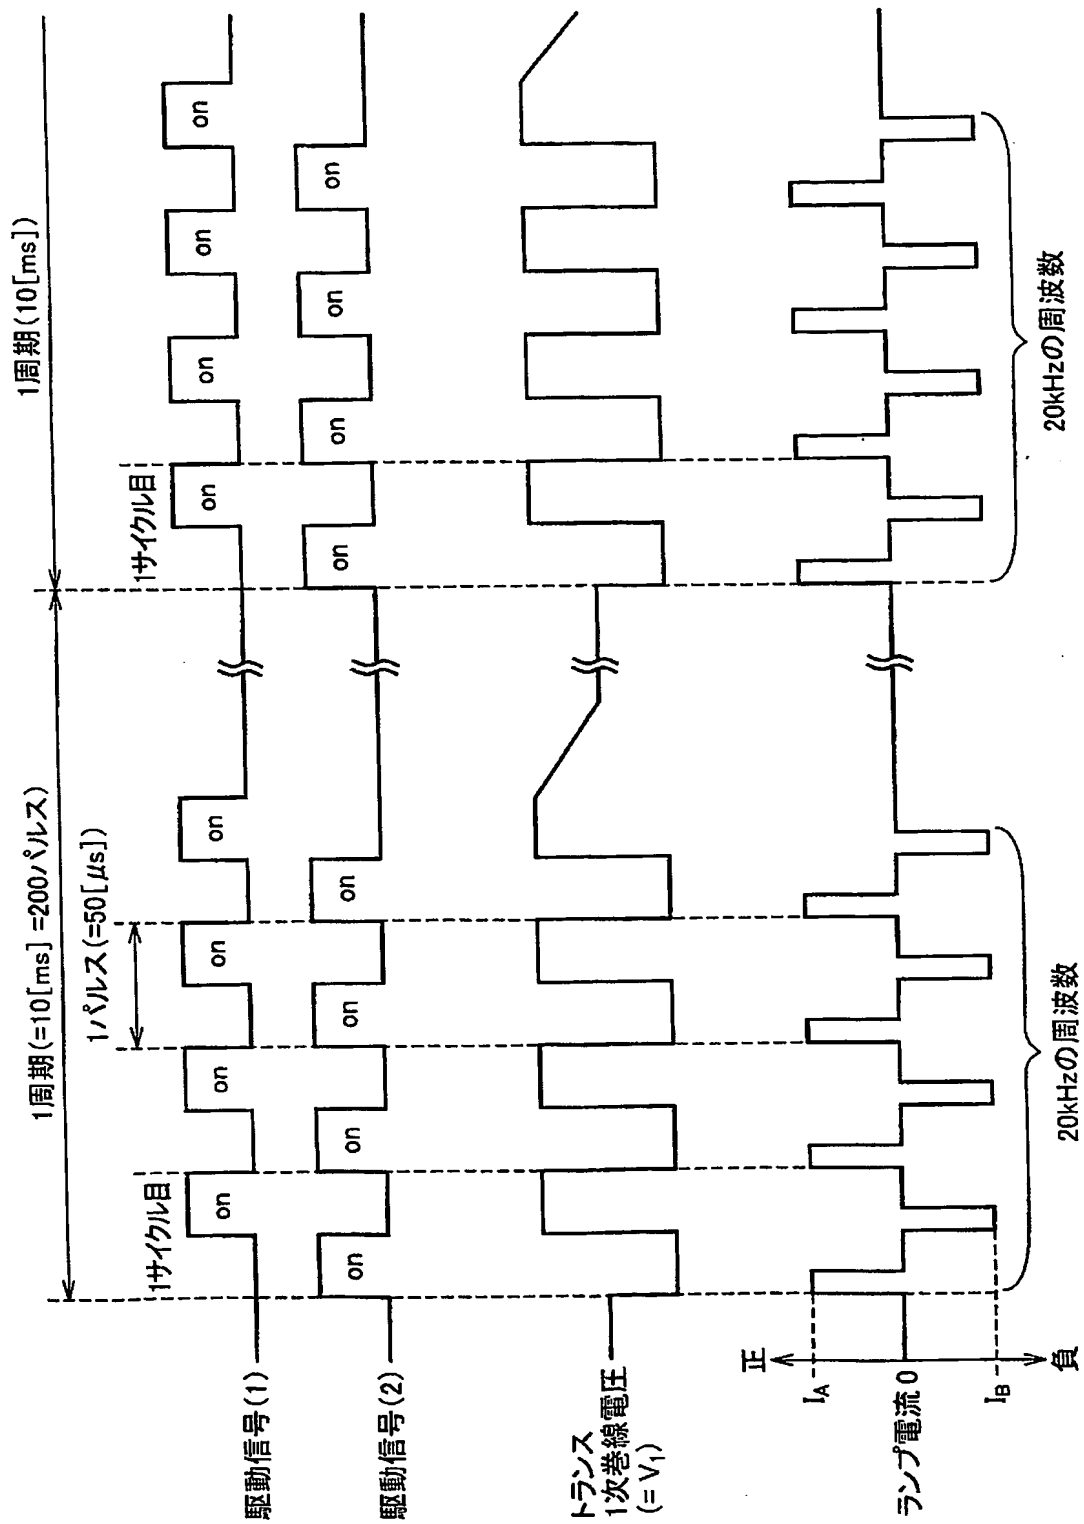 1周期(=10[ms]=200パルス)
1周期(10[ms])
1パルス(=50[μs])
1サイクル目
1サイクル目
駆動信号(1)
on
on
on
on
on
on
on
on
駆動信号(2)
on
on
on
on
on
on
on
on
トランス
1次巻線電圧
(=V₁)
正
I_A
ランプ電流 0
I_B
負
20kHzの周波数
20kHzの周波数